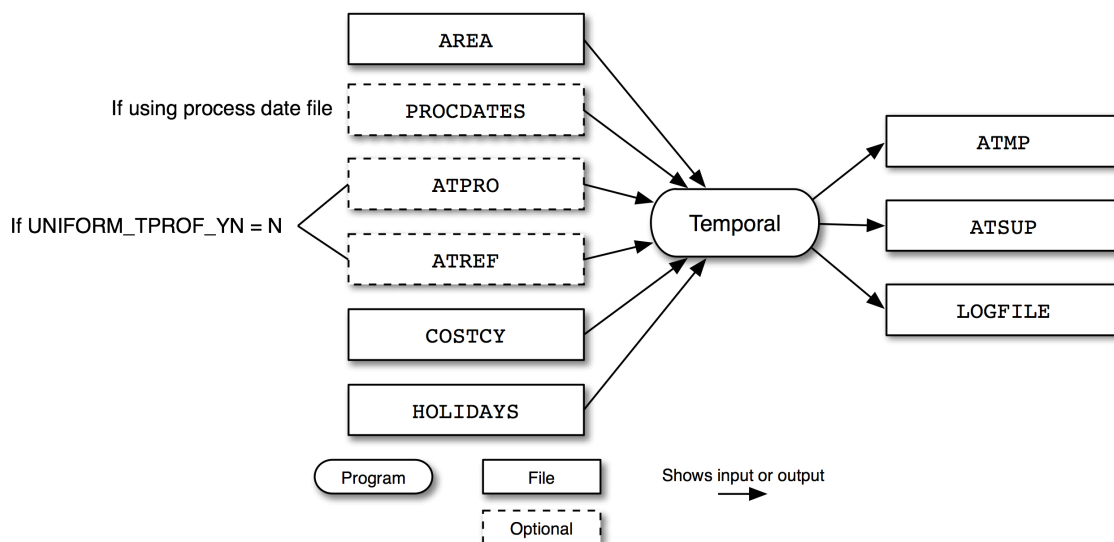 AREA
If using process date file
PROCDATES
ATPRO
If UNIFORM_TPROF_YN = N
ATREF
COSTCY
HOLIDAYS
Temporal
ATMP
ATSUP
LOGFILE
Program
File
Shows input or output
Optional